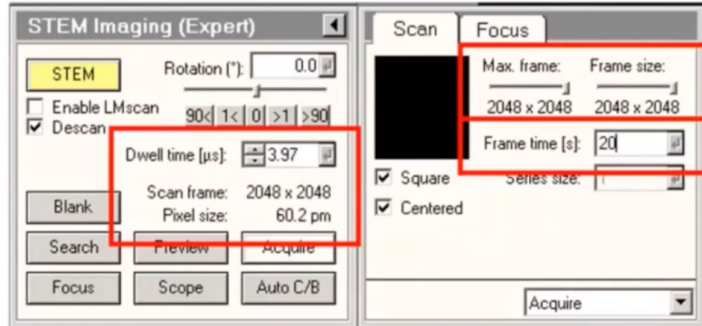 STEM Imaging (Expert)
STEM
Rotation (°): 0.0
Enable LMscan
Descan
90< 1< 0 >1 >90
Dwell time [µs]: 3.97
Scan frame: 2048 x 2048
Pixel size: 60.2 pm
Blank
Search Preview Acquire
Focus Scope Auto C/B
Scan Focus
Max. frame: Frame size:
2048 x 2048 2048 x 2048
Frame time [s]: 20
Square
Series size: 1
Centered
Acquire